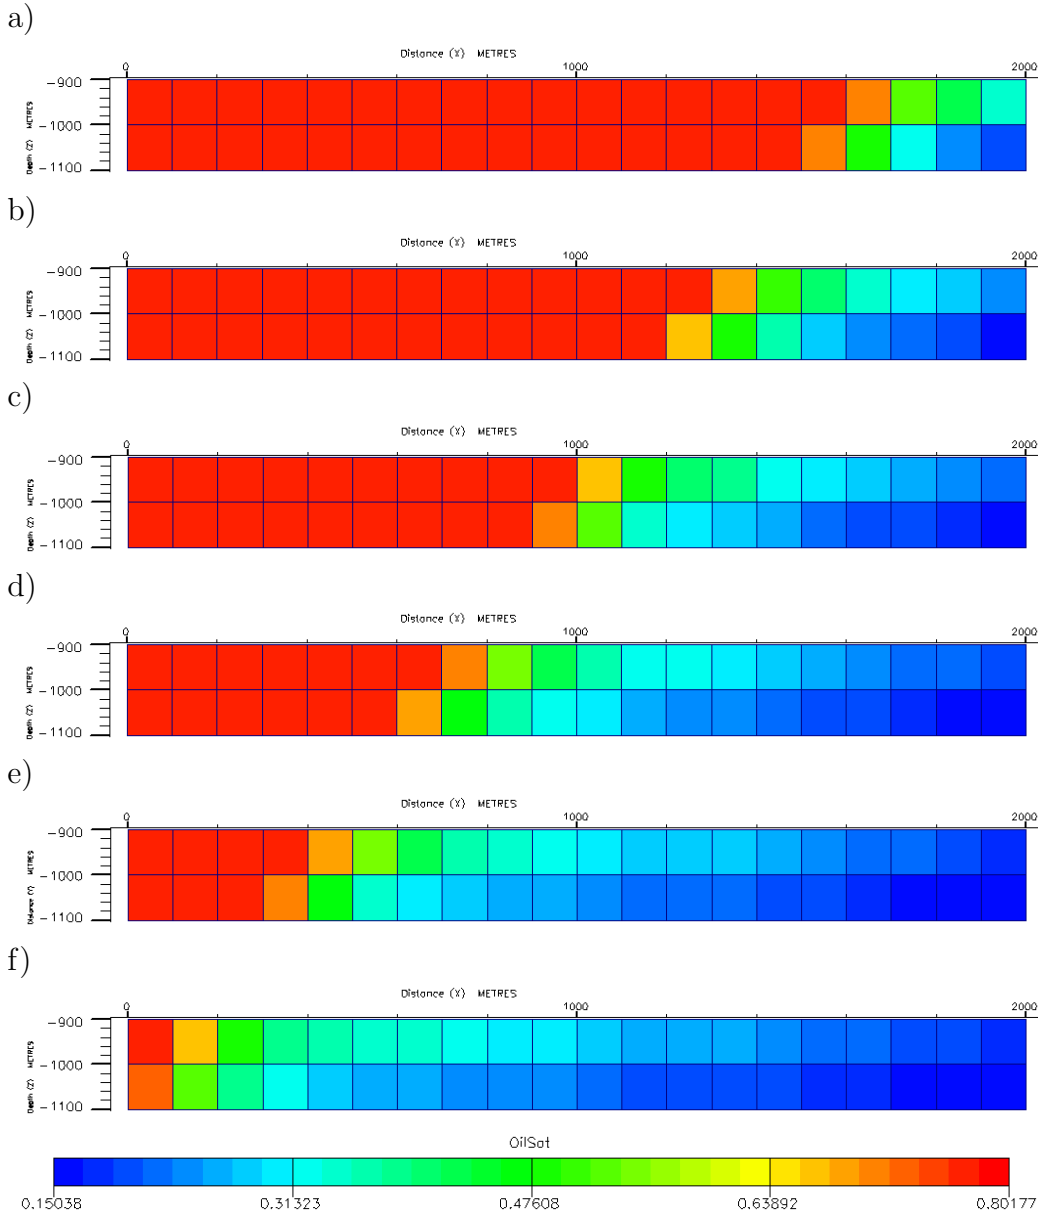 a)
Distance (X) METRES
0 1000 2000
-900
-1000
-1100
Depth (Z) METRES
b)
Distance (X) METRES
0 1000 2000
-900
-1000
-1100
Depth (Z) METRES
c)
Distance (X) METRES
0 1000 2000
-900
-1000
-1100
Depth (Z) METRES
d)
Distance (X) METRES
0 1000 2000
-900
-1000
-1100
Depth (Z) METRES
e)
Distance (X) METRES
0 1000 2000
-900
-1000
-1100
Distance (Y) METRES
f)
Distance (X) METRES
0 1000 2000
-900
-1000
-1100
Depth (Z) METRES
OilSat
0.15038 0.31323 0.47608 0.63892 0.80177